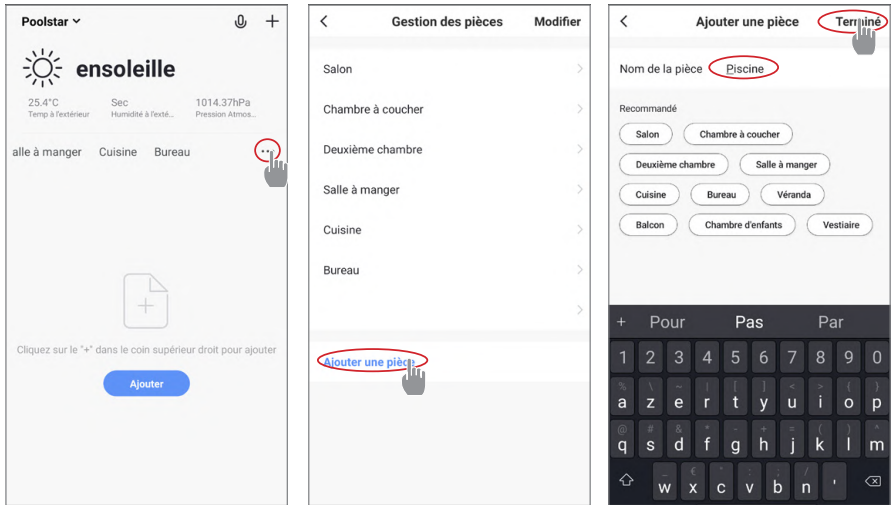 Poolstar
ensoleille
25.4°C Sec 1014.37hPa
Temp à l'extérieur Humidité à l'exté... Pression Atmos...
alle à manger Cuisine Bureau ...
Cliquez sur le "+" dans le coin supérieur droit pour ajouter
Ajouter
Gestion des pièces Modifier
Salon
Chambre à coucher
Deuxième chambre
Salle à manger
Cuisine
Bureau
Ajouter une pièce
Ajouter une pièce Terminé
Nom de la pièce Piscine
Recommandé
Salon Chambre à coucher
Deuxième chambre Salle à manger
Cuisine Bureau Véranda
Balcon Chambre d'enfants Vestiaire
+ Pour Pas Par
1 2 3 4 5 6 7 8 9 0
a z e r t y u i o p
q s d f g h j k l m
w x c v b n '